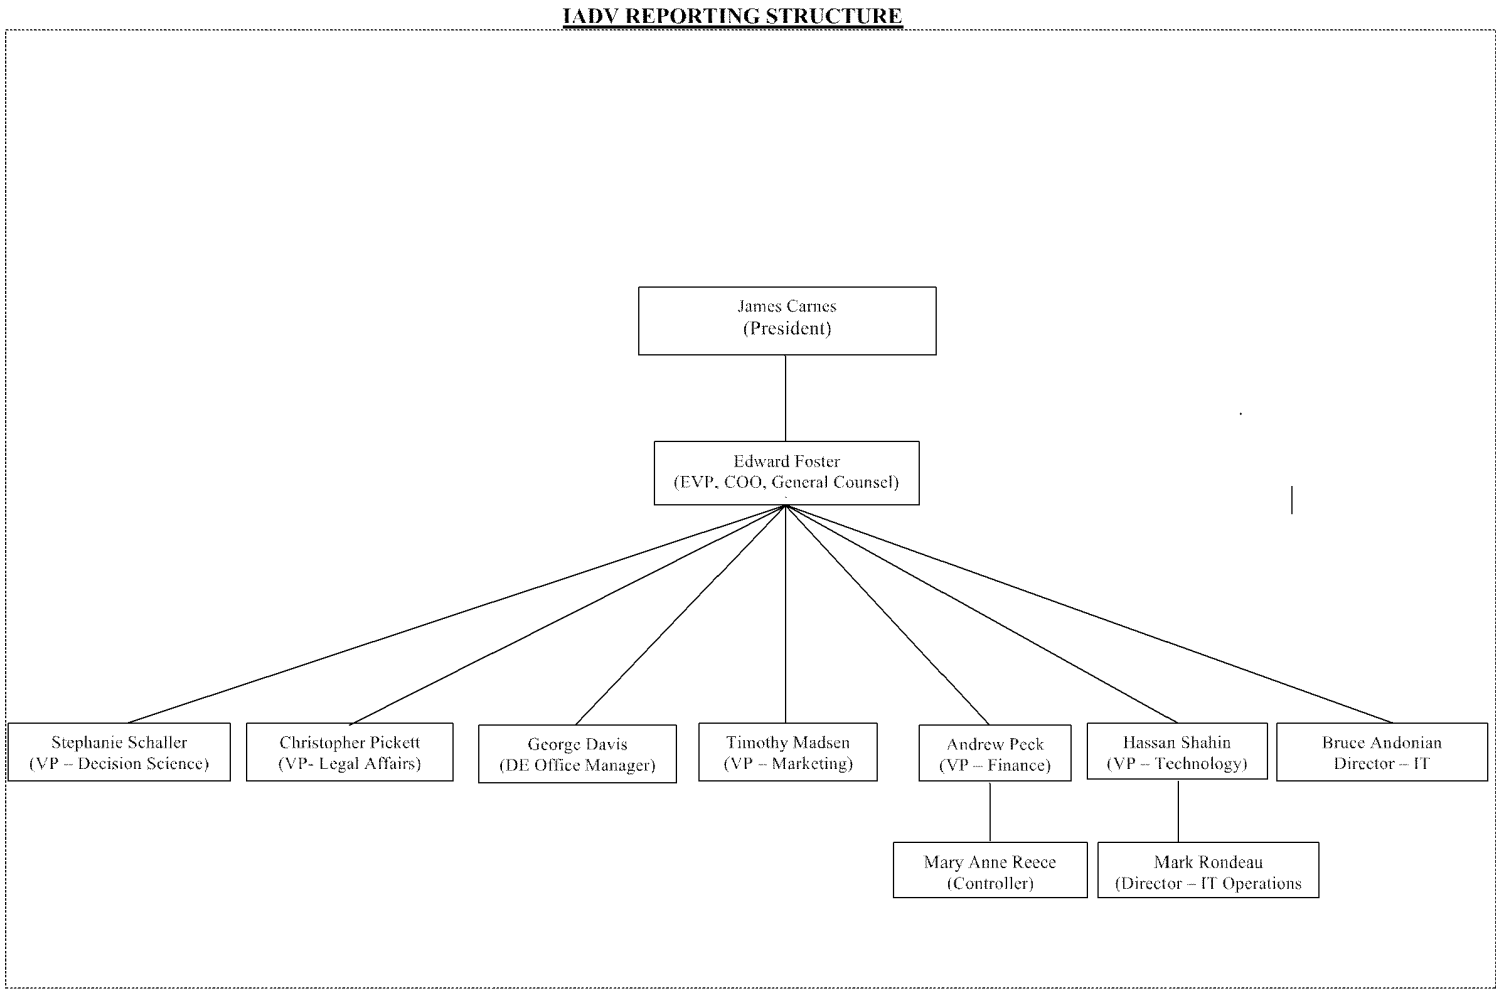 IADV REPORTING STRUCTURE
James Carnes
(President)
Edward Foster
(EVP, COO, General Counsel)
Stephanie Schaller
(VP – Decision Science)
Christopher Pickett
(VP- Legal Affairs)
George Davis
(DE Office Manager)
Timothy Madsen
(VP – Marketing)
Andrew Peck
(VP – Finance)
Hassan Shahin
(VP – Technology)
Bruce Andonian
Director – IT
Mary Anne Reece
(Controller)
Mark Rondeau
(Director – IT Operations